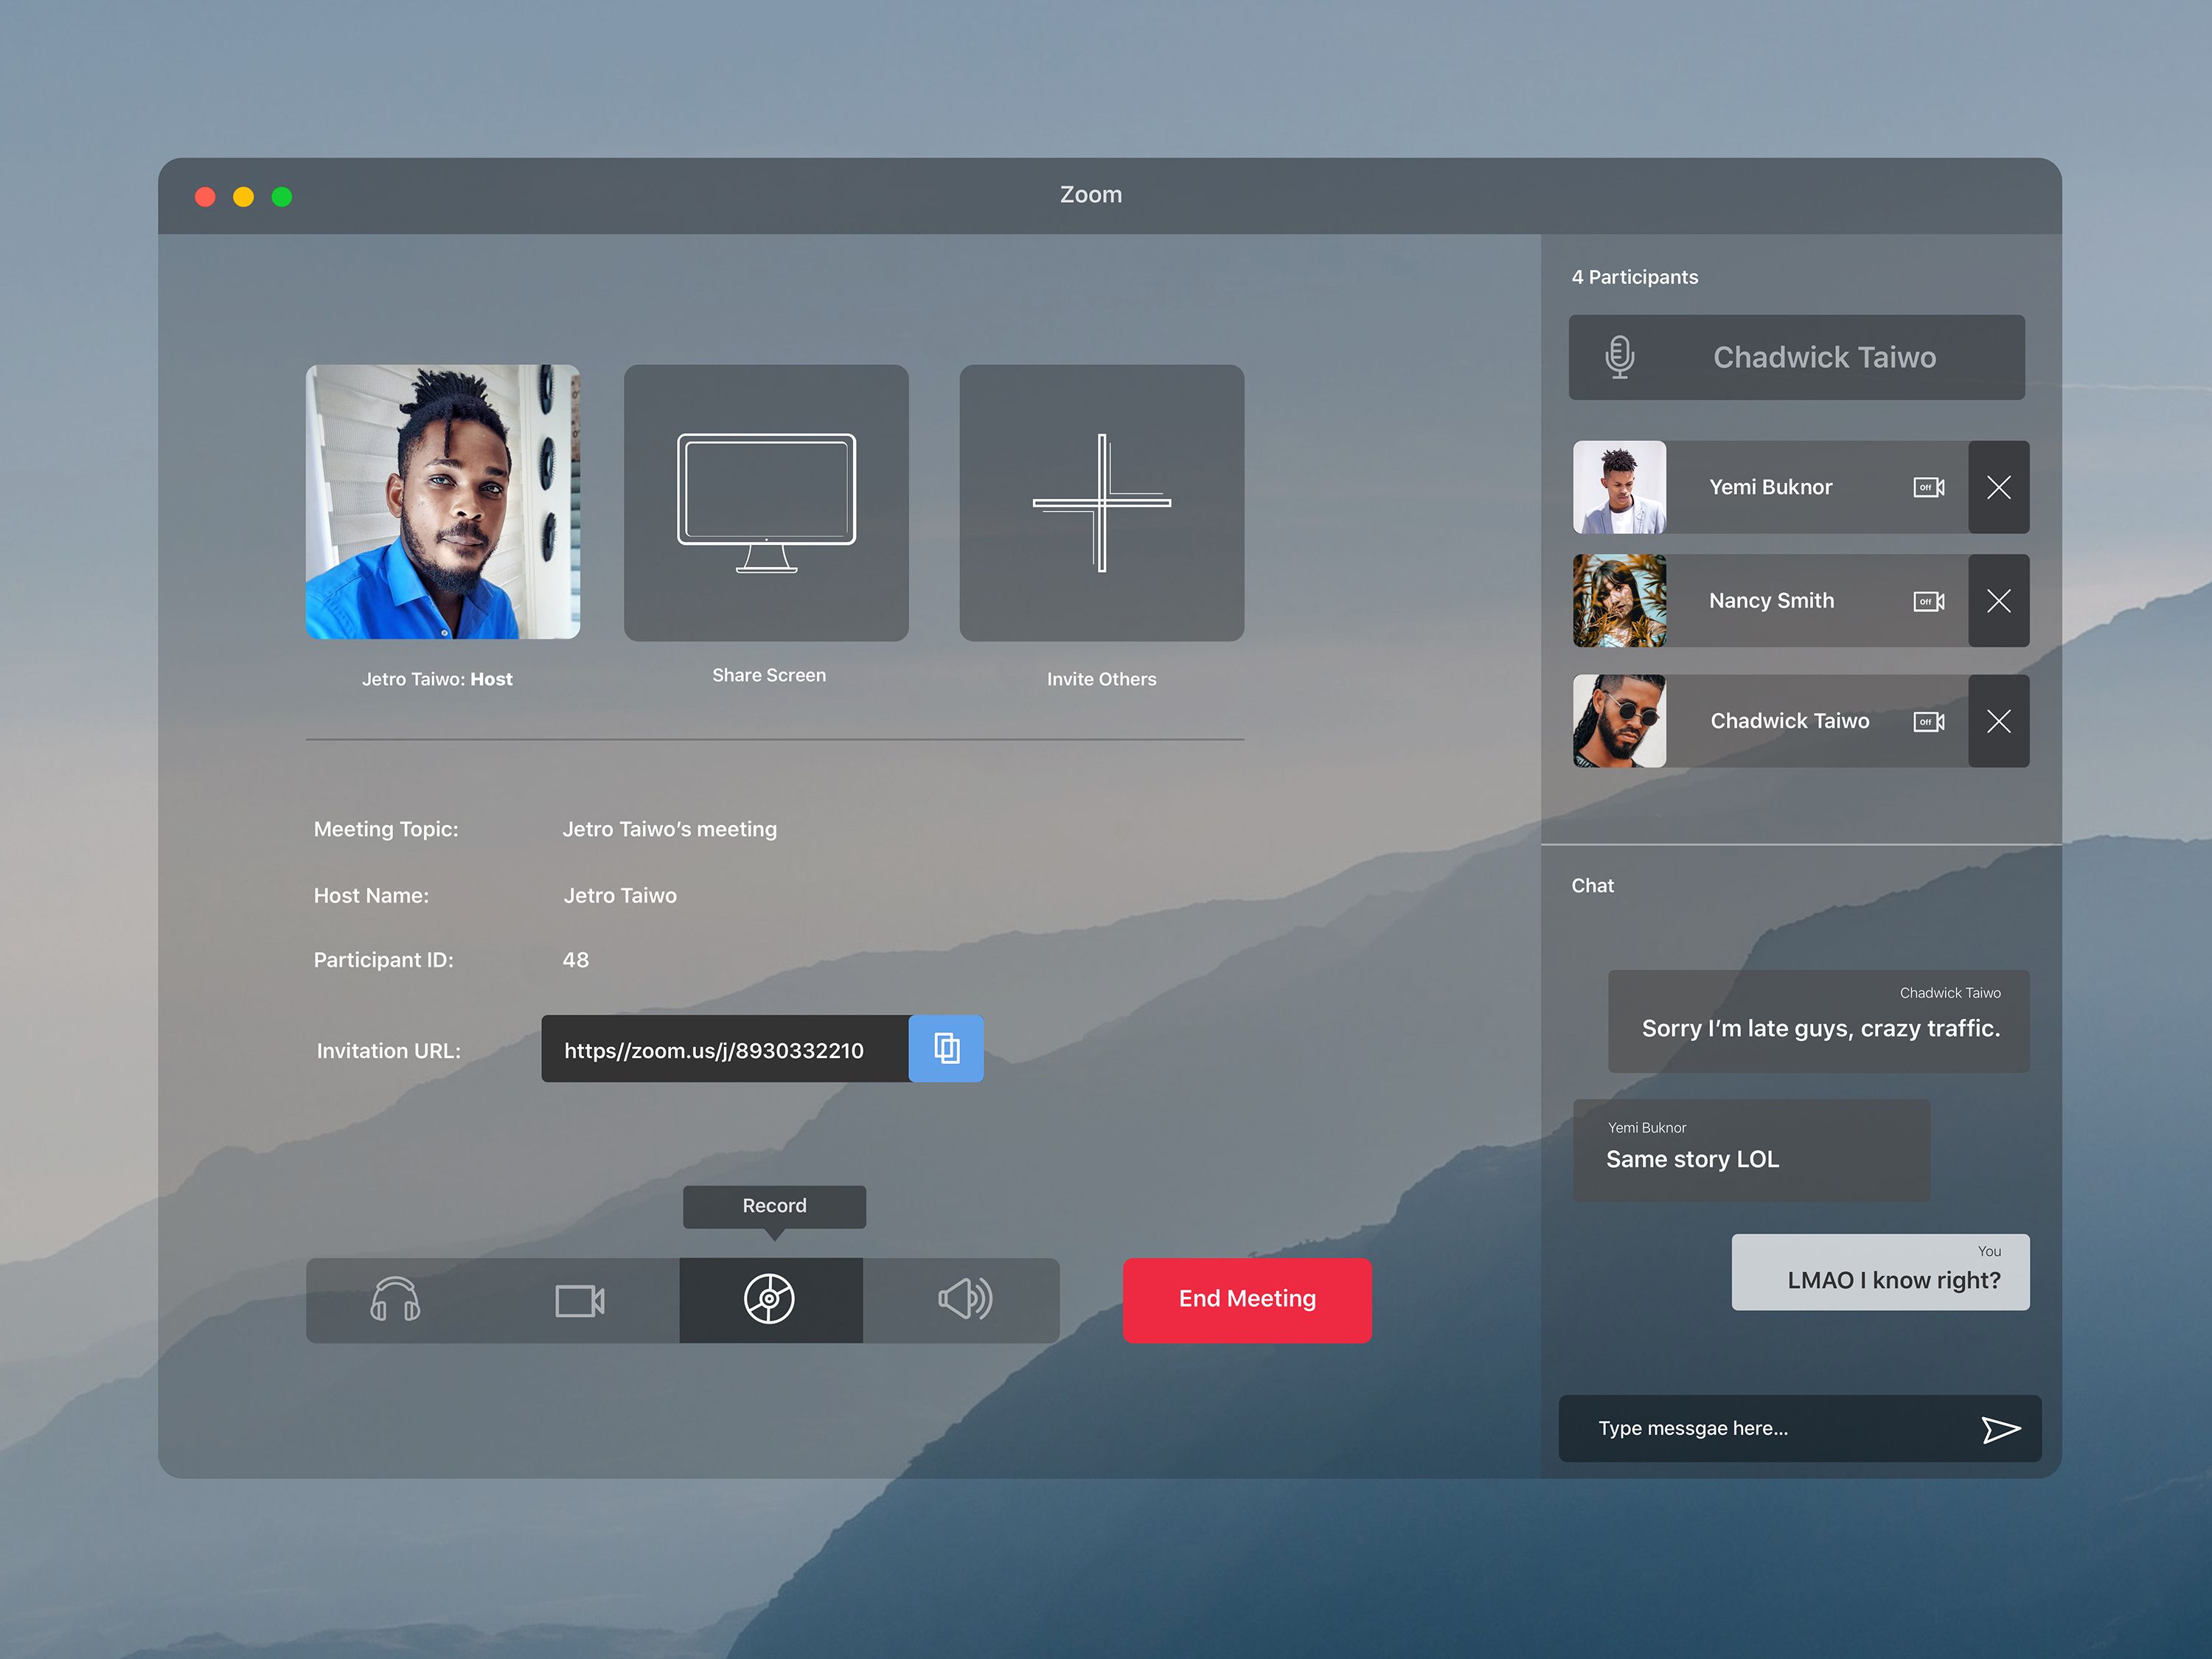 Zoom
Jetro Taiwo: Host
Share Screen
Invite Others
Meeting Topic: Jetro Taiwo’s meeting
Host Name: Jetro Taiwo
Participant ID: 48
Invitation URL: https//zoom.us/j/8930332210
Record
End Meeting
4 Participants
Chadwick Taiwo
Yemi Buknor Off
Nancy Smith Off
Chadwick Taiwo Off
Chat
Chadwick Taiwo
Sorry I’m late guys, crazy traffic.
Yemi Buknor
Same story LOL
You
LMAO I know right?
Type messgae here...